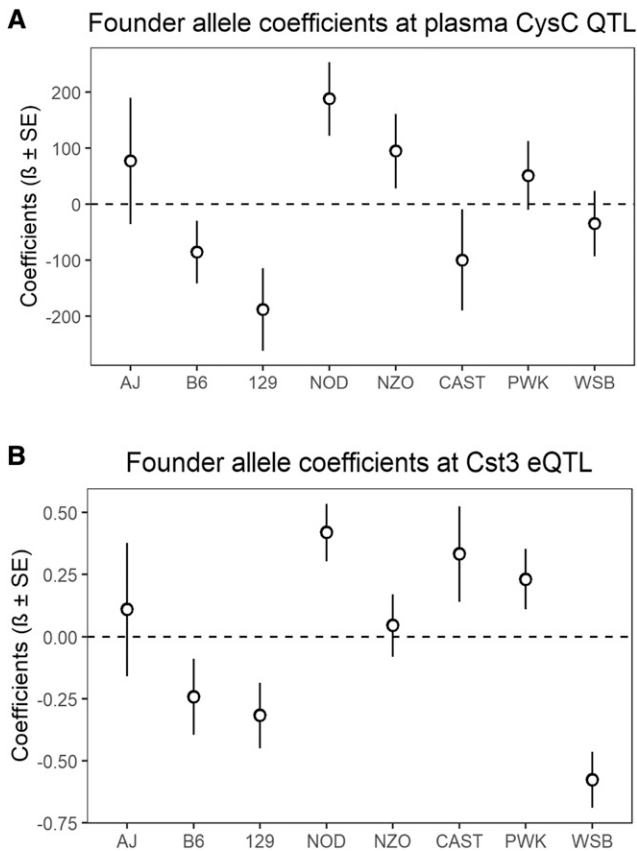 A
Founder allele coefficients at plasma CysC QTL
Coefficients (ß ± SE)
200
100
0
-100
-200
AJ B6 129 NOD NZO CAST PWK WSB
B
Founder allele coefficients at Cst3 eQTL
Coefficients (ß ± SE)
0.50
0.25
0.00
-0.25
-0.50
-0.75
AJ B6 129 NOD NZO CAST PWK WSB